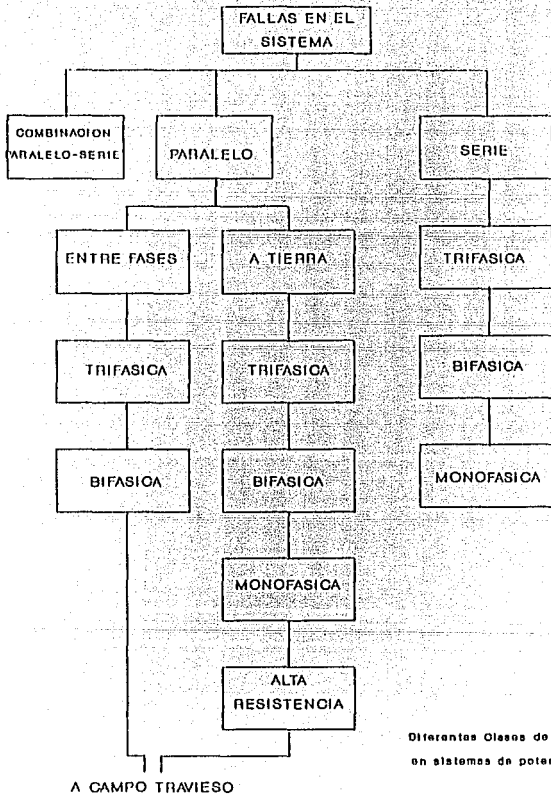 FALLAS EN EL
SISTEMA
COMBINACION
PARALELO-SERIE
PARALELO
SERIE
ENTRE FASES
A TIERRA
TRIFASICA
TRIFASICA
TRIFASICA
BIFASICA
BIFASICA
BIFASICA
MONOFASICA
MONOFASICA
ALTA
RESISTENCIA
Diferentes Clases de
en sistemas de poten
A CAMPO TRAVIESO